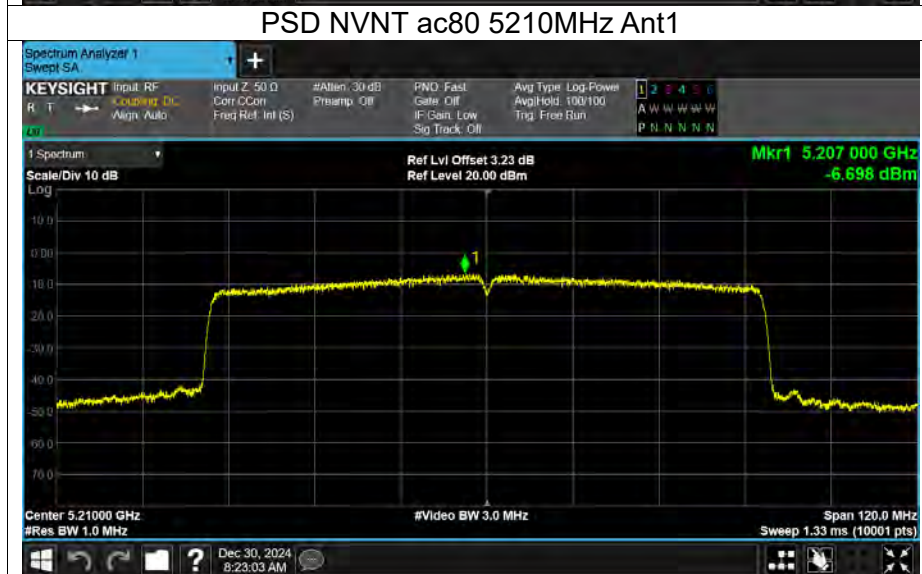 PSD NVNT ac80 5210MHz Ant1
Spectrum Analyzer 1
Swept SA
+
KEYSIGHT Input: RF
R T Coupling: DC
Align: Auto
Input Z: 50 Ω
Corr CCorr
Freq Ref: Int (S)
#Atten: 30 dB
Preamp: Off
PNO: Fast
Gate: Off
IF Gain: Low
Sig Track: Off
Avg Type: Log-Power
Avg|Hold: 100/100
Trig: Free Run
1 2 3 4 5 6
A W W W W W
P N N N N N
1 Spectrum
Scale/Div 10 dB
Ref Lvl Offset 3.23 dB
Ref Level 20.00 dBm
Mkr1 5.207 000 GHz
-6.698 dBm
Log
10.0
0.00
-10.0
-20.0
-30.0
-40.0
-50.0
-60.0
-70.0
1
Center 5.21000 GHz
#Res BW 1.0 MHz
#Video BW 3.0 MHz
Span 120.0 MHz
Sweep 1.33 ms (10001 pts)
?
Dec 30, 2024
8:23:03 AM